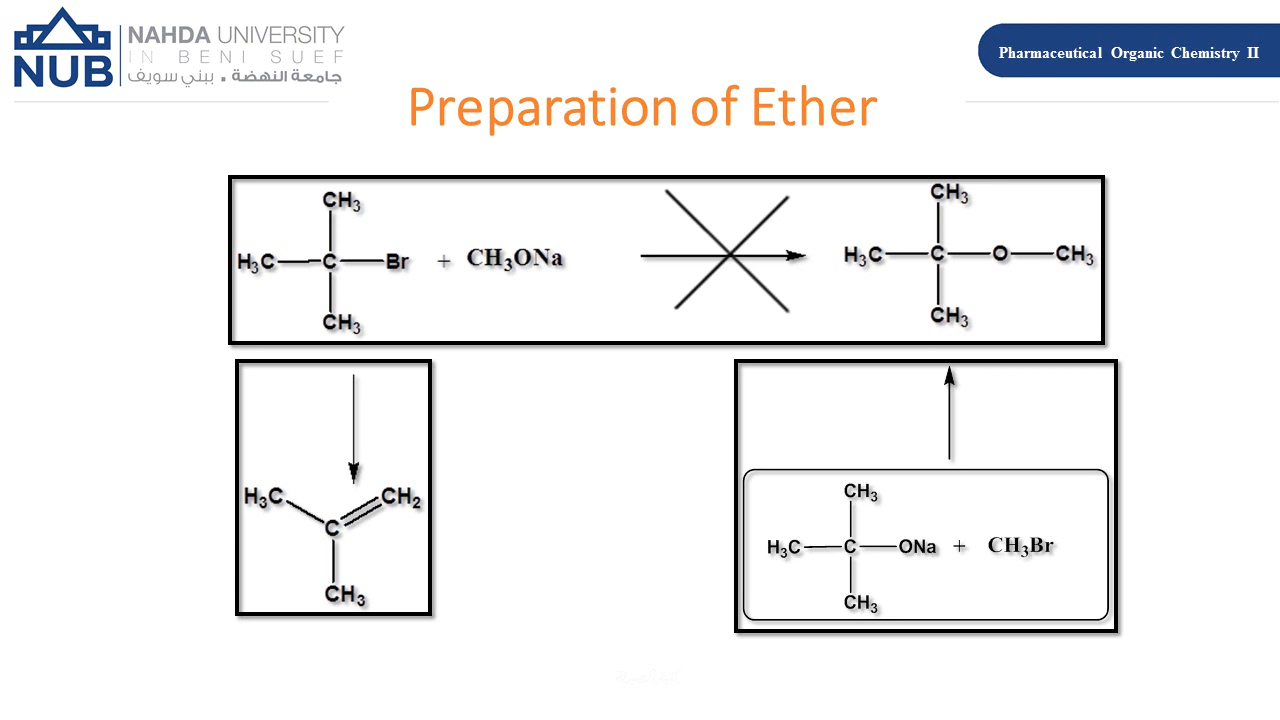 NAHDA UNIVERSITY
IN BENI SUEF
NUB
جامعة النهضة . ببني سويف
Pharmaceutical Organic Chemistry II
Preparation of Ether
CH3
H3C C Br + CH3ONa
CH3
CH3
H3C C O CH3
CH3
H3C CH2
C
CH3
CH3
H3C C ONa + CH3Br
CH3